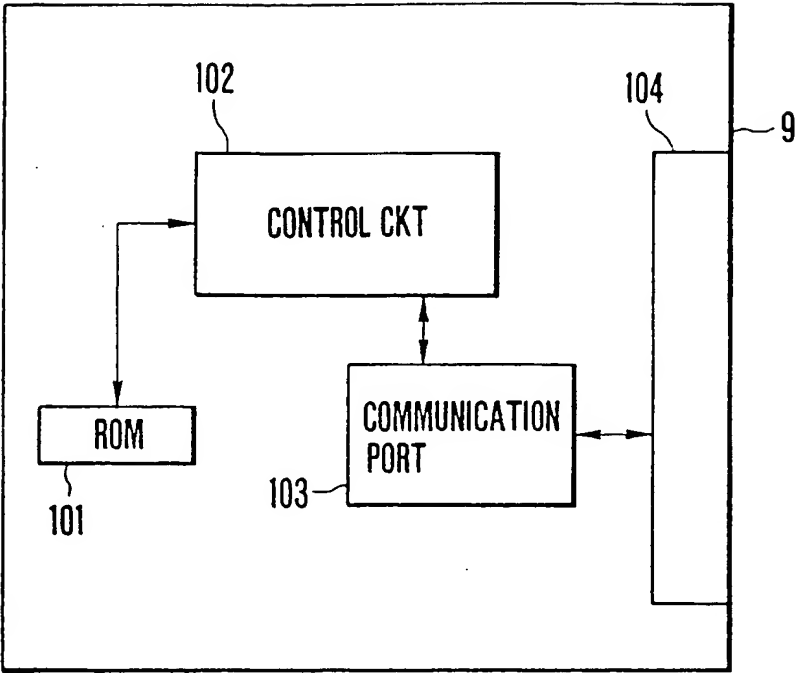 102
104
9
CONTROL CKT
COMMUNICATION
PORT
ROM
103
101